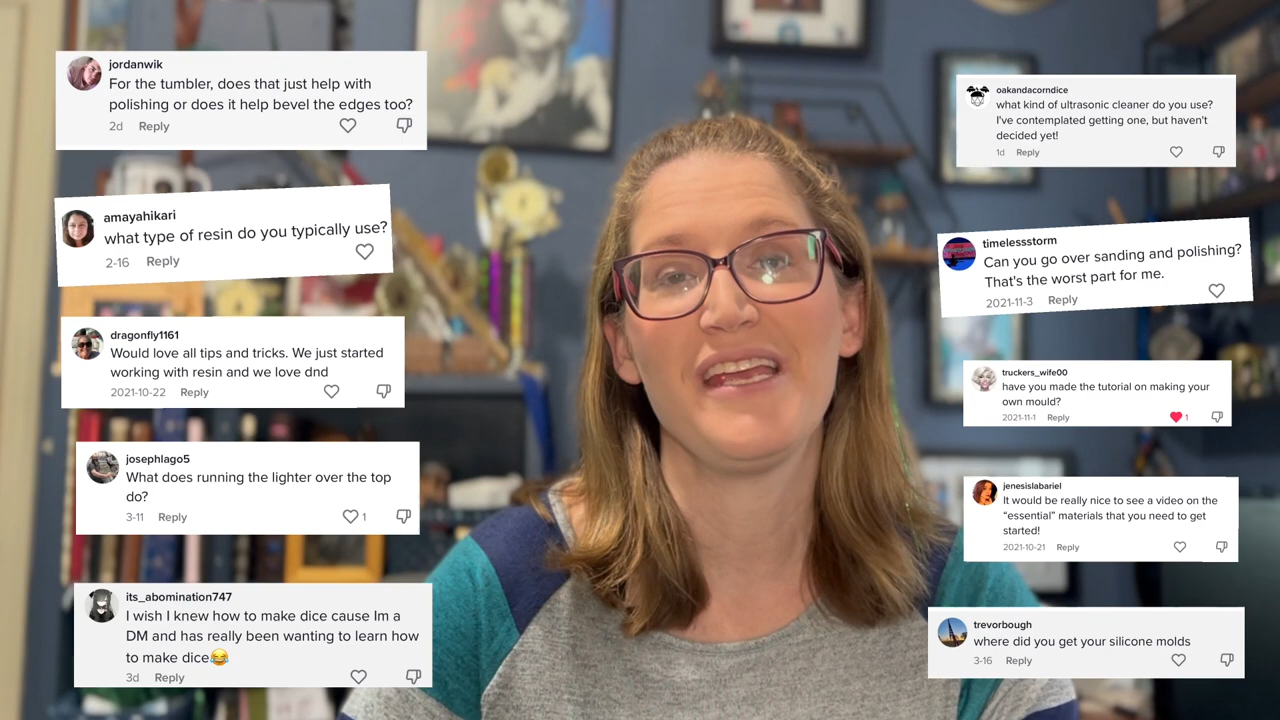 jordanwik
For the tumbler, does that just help with
polishing or does it help bevel the edges too?
2d Reply
amayahikari
what type of resin do you typically use?
2-16 Reply
dragonfly1161
Would love all tips and tricks. We just started
working with resin and we love dnd
2021-10-22 Reply
josephlago5
What does running the lighter over the top
do?
3-11 Reply 1
its_abomination747
I wish I knew how to make dice cause Im a
DM and has really been wanting to learn how
to make dice😂
3d Reply
oakandacorndice
what kind of ultrasonic cleaner do you use?
I've contemplated getting one, but haven't
decided yet!
1d Reply
timelessstorm
Can you go over sanding and polishing?
That's the worst part for me.
2021-11-3 Reply
truckers_wife00
have you made the tutorial on making your
own mould?
2021-11-1 Reply 1
jenesislabariel
It would be really nice to see a video on the
“essential” materials that you need to get
started!
2021-10-21 Reply
trevorbough
where did you get your silicone molds
3-16 Reply